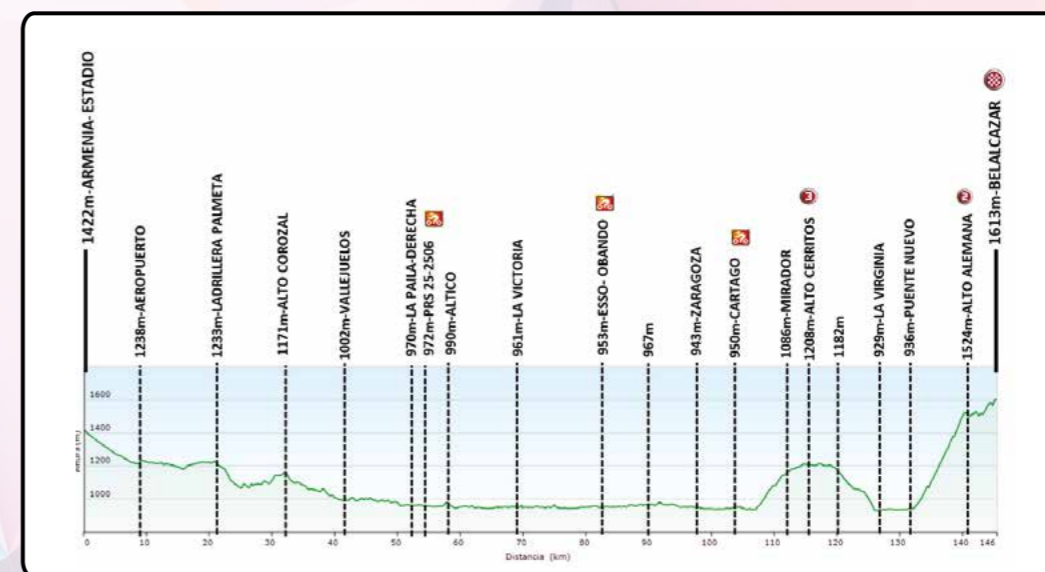 1422m-ARMENIA- ESTADIO
1238m-AEROPUERTO
1233m-LADRILLERA PALMETA
1171m-ALTO COROZAL
1002m-VALLEJUELOS
970m-LA PAILA-DERECHA
972m-PRS 25-2506
990m-ALTICO
961m-LA VICTORIA
953m-ESSO- OBANDO
967m
943m-ZARAGOZA
950m-CARTAGO
1086m-MIRADOR
3
1208m-ALTO CERRITOS
1182m
929m-LA VIRGINIA
936m-PUENTE NUEVO
2
1524m-ALTO ALEMANA
1613m-BELALCAZAR
1600
1400
1200
1000
0 10 20 30 40 50 60 70 80 90 100 110 120 130 140 146
Distancia (km)